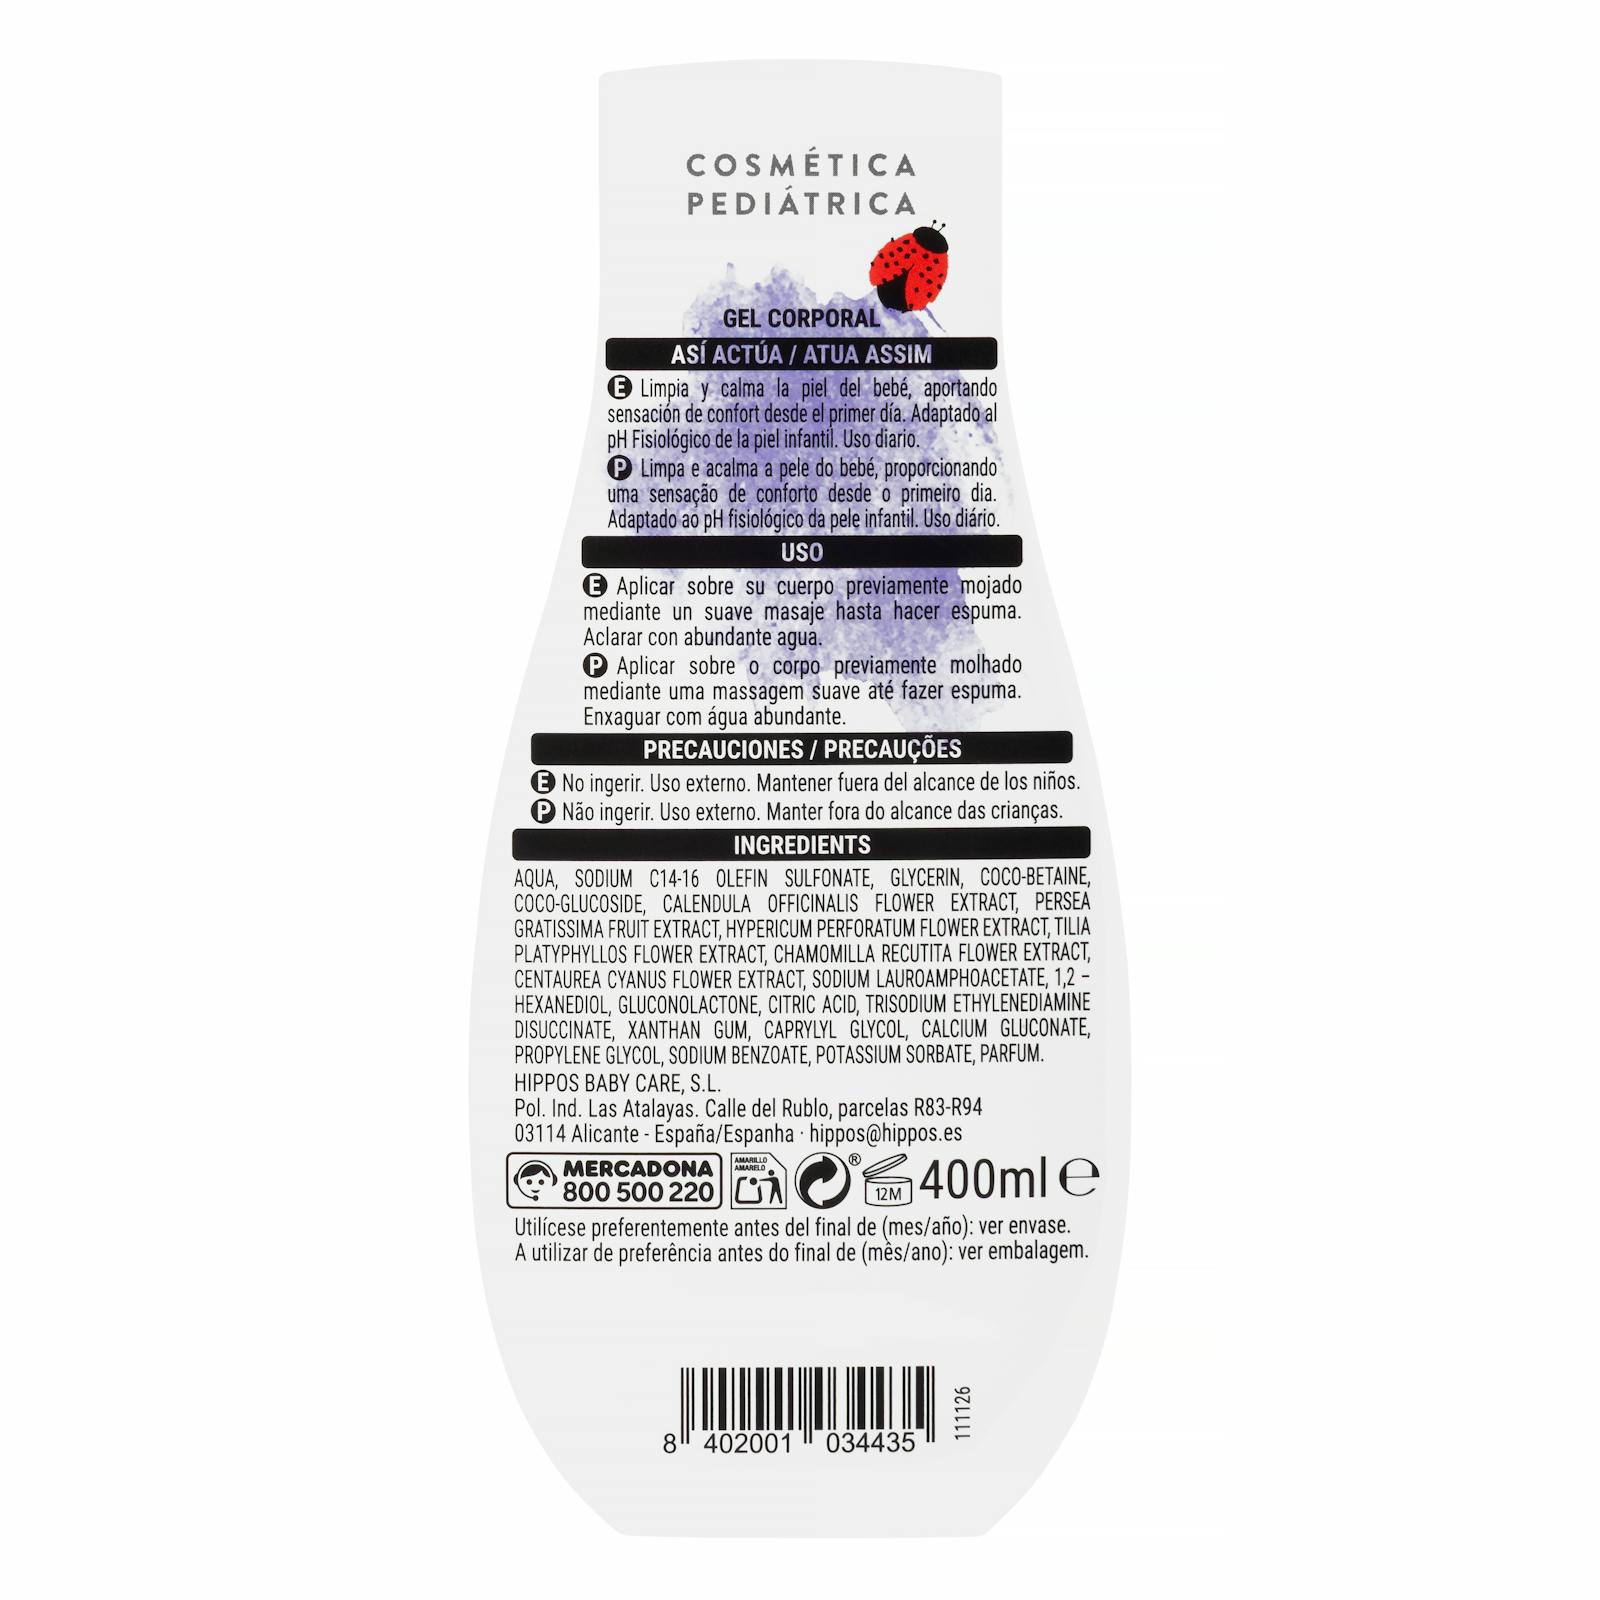 COSMÉTICA
PEDIÁTRICA
GEL CORPORAL
ASÍ ACTÚA / ATUA ASSIM
E Limpia y calma la piel del bebé, aportando
sensación de confort desde el primer día. Adaptado al
pH Fisiológico de la piel infantil. Uso diario.
P Limpa e acalma a pele do bebé, proporcionando
uma sensação de conforto desde o primeiro dia.
Adaptado ao pH fisiológico da pele infantil. Uso diário.
USO
E Aplicar sobre su cuerpo previamente mojado
mediante un suave masaje hasta hacer espuma.
Aclarar con abundante agua.
P Aplicar sobre o corpo previamente molhado
mediante uma massagem suave até fazer espuma.
Enxaguar com água abundante.
PRECAUCIONES / PRECAUÇÕES
E No ingerir. Uso externo. Mantener fuera del alcance de los niños.
P Não ingerir. Uso externo. Manter fora do alcance das crianças.
INGREDIENTS
AQUA, SODIUM C14-16 OLEFIN SULFONATE, GLYCERIN, COCO-BETAINE,
COCO-GLUCOSIDE, CALENDULA OFFICINALIS FLOWER EXTRACT, PERSEA
GRATISSIMA FRUIT EXTRACT, HYPERICUM PERFORATUM FLOWER EXTRACT, TILIA
PLATYPHYLLOS FLOWER EXTRACT, CHAMOMILLA RECUTITA FLOWER EXTRACT,
CENTAUREA CYANUS FLOWER EXTRACT, SODIUM LAUROAMPHOACETATE, 1,2 –
HEXANEDIOL, GLUCONOLACTONE, CITRIC ACID, TRISODIUM ETHYLENEDIAMINE
DISUCCINATE, XANTHAN GUM, CAPRYLYL GLYCOL, CALCIUM GLUCONATE,
PROPYLENE GLYCOL, SODIUM BENZOATE, POTASSIUM SORBATE, PARFUM.
HIPPOS BABY CARE, S.L.
Pol. Ind. Las Atalayas. Calle del Rublo, parcelas R83-R94
03114 Alicante - España/Espanha · hippos@hippos.es
MERCADONA
800 500 220
AMARILLO
AMARELO
®
12M
400ml ℮
Utilícese preferentemente antes del final de (mes/año): ver envase.
A utilizar de preferência antes do final de (mês/ano): ver embalagem.
8 402001 034435
111126